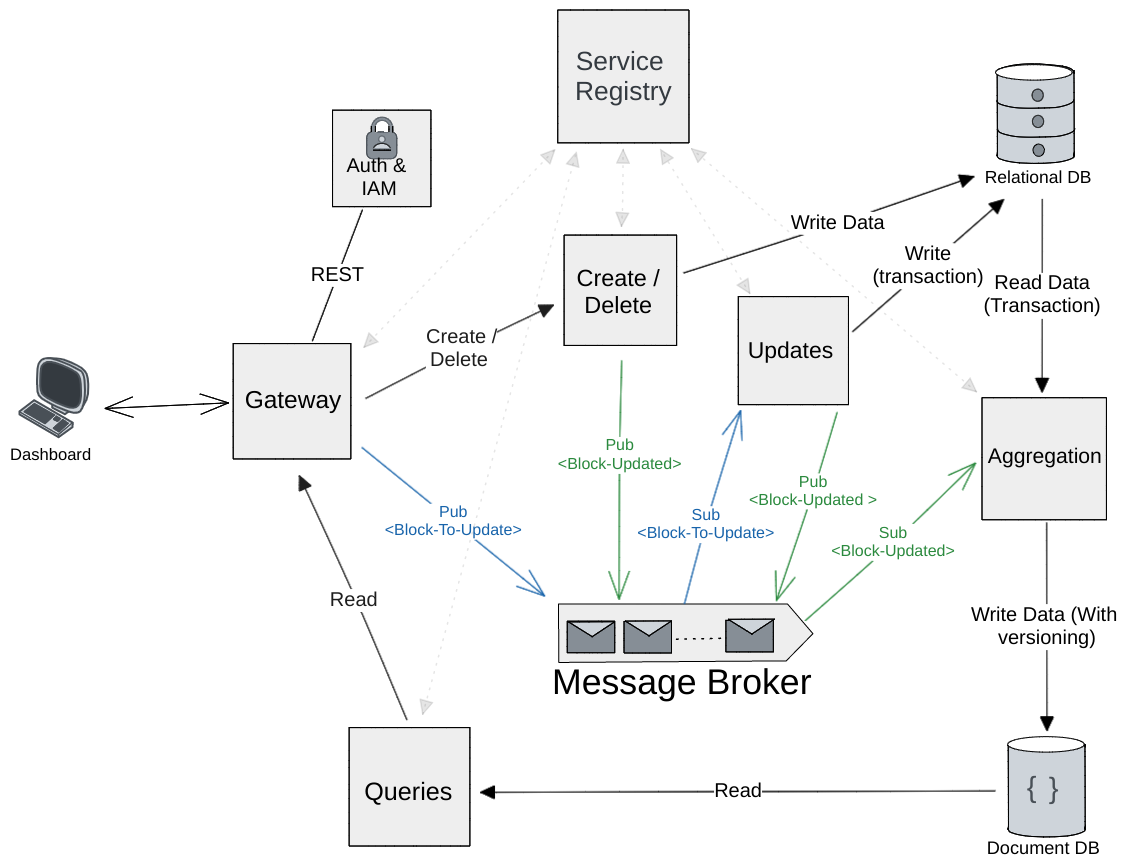 Service
Registry
Auth &
IAM
Relational DB
REST
Write Data
Write
(transaction)
Read Data
(Transaction)
Create /
Delete
Create /
Delete
Updates
Gateway
Dashboard
Aggregation
Pub
<Block-Updated>
Pub
<Block-Updated >
Pub
<Block-To-Update>
Sub
<Block-To-Update>
Sub
<Block-Updated>
Read
Write Data (With
versioning)
Message Broker
Queries
Read
{ }
Document DB